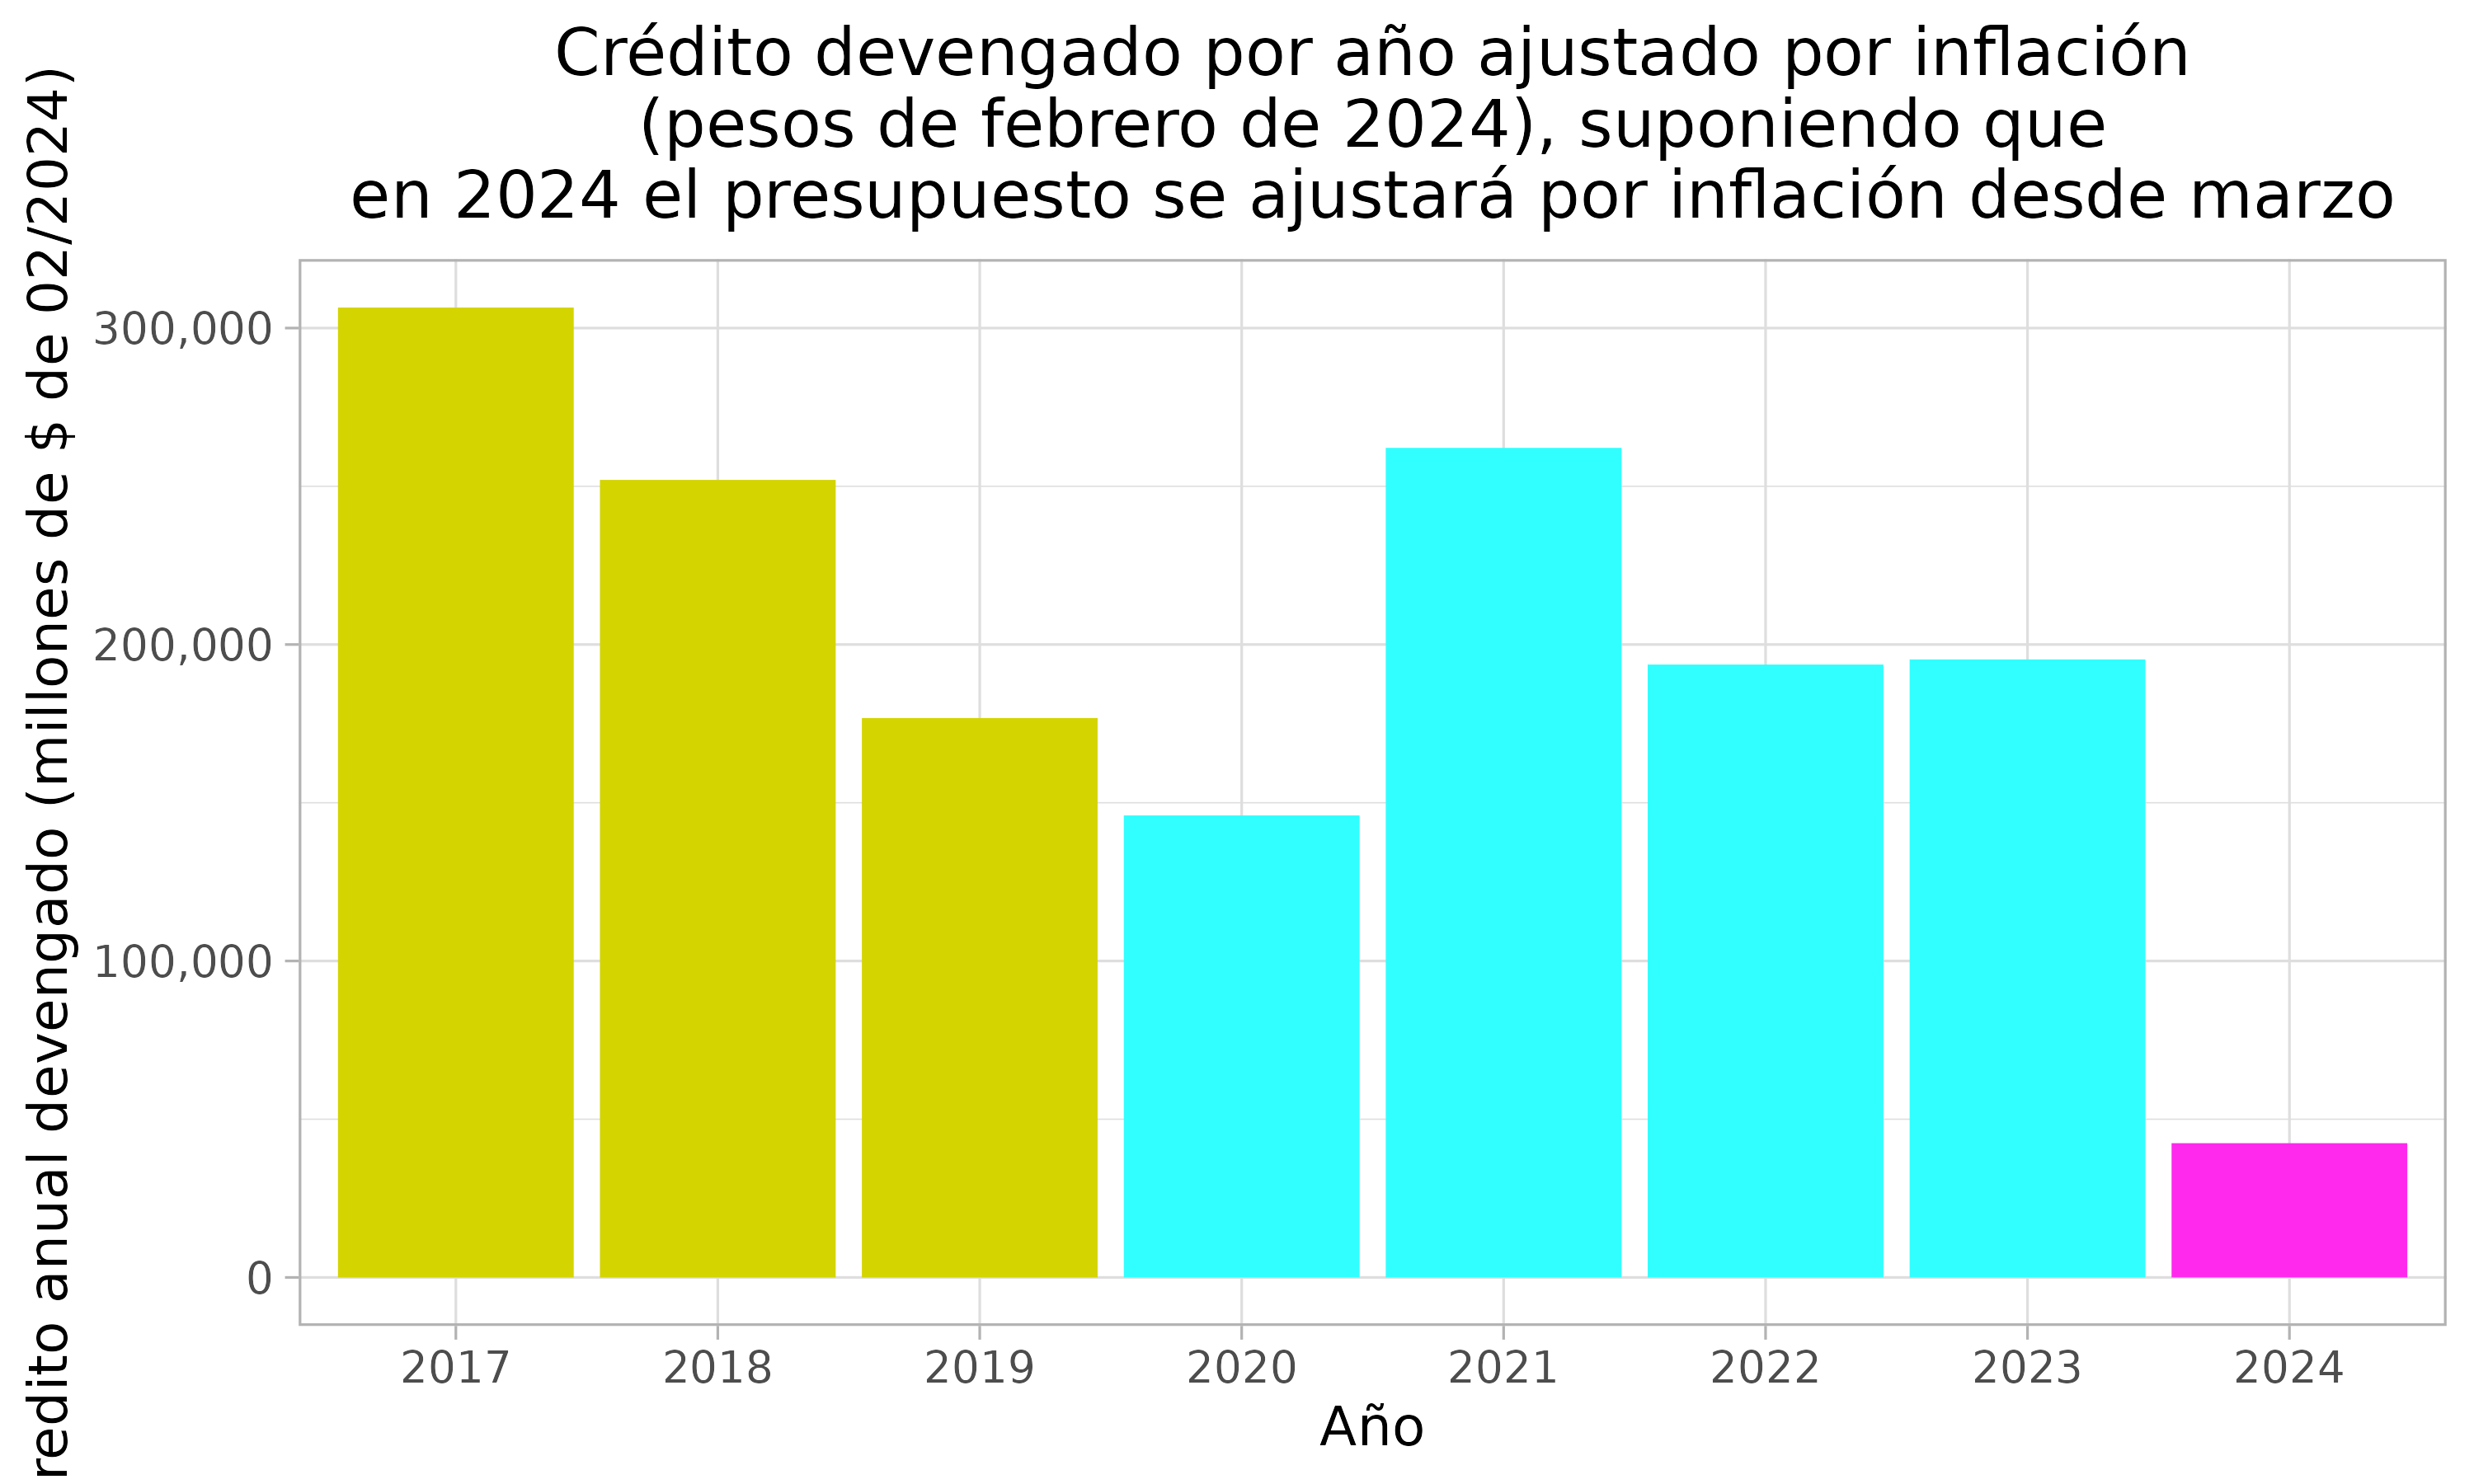 Crédito devengado por año ajustado por inflación
(pesos de febrero de 2024), suponiendo que
en 2024 el presupuesto se ajustará por inflación desde marzo
redito anual devengado (millones de $ de 02/2024)
300,000
200,000
100,000
0
2017 2018 2019 2020 2021 2022 2023 2024
Año